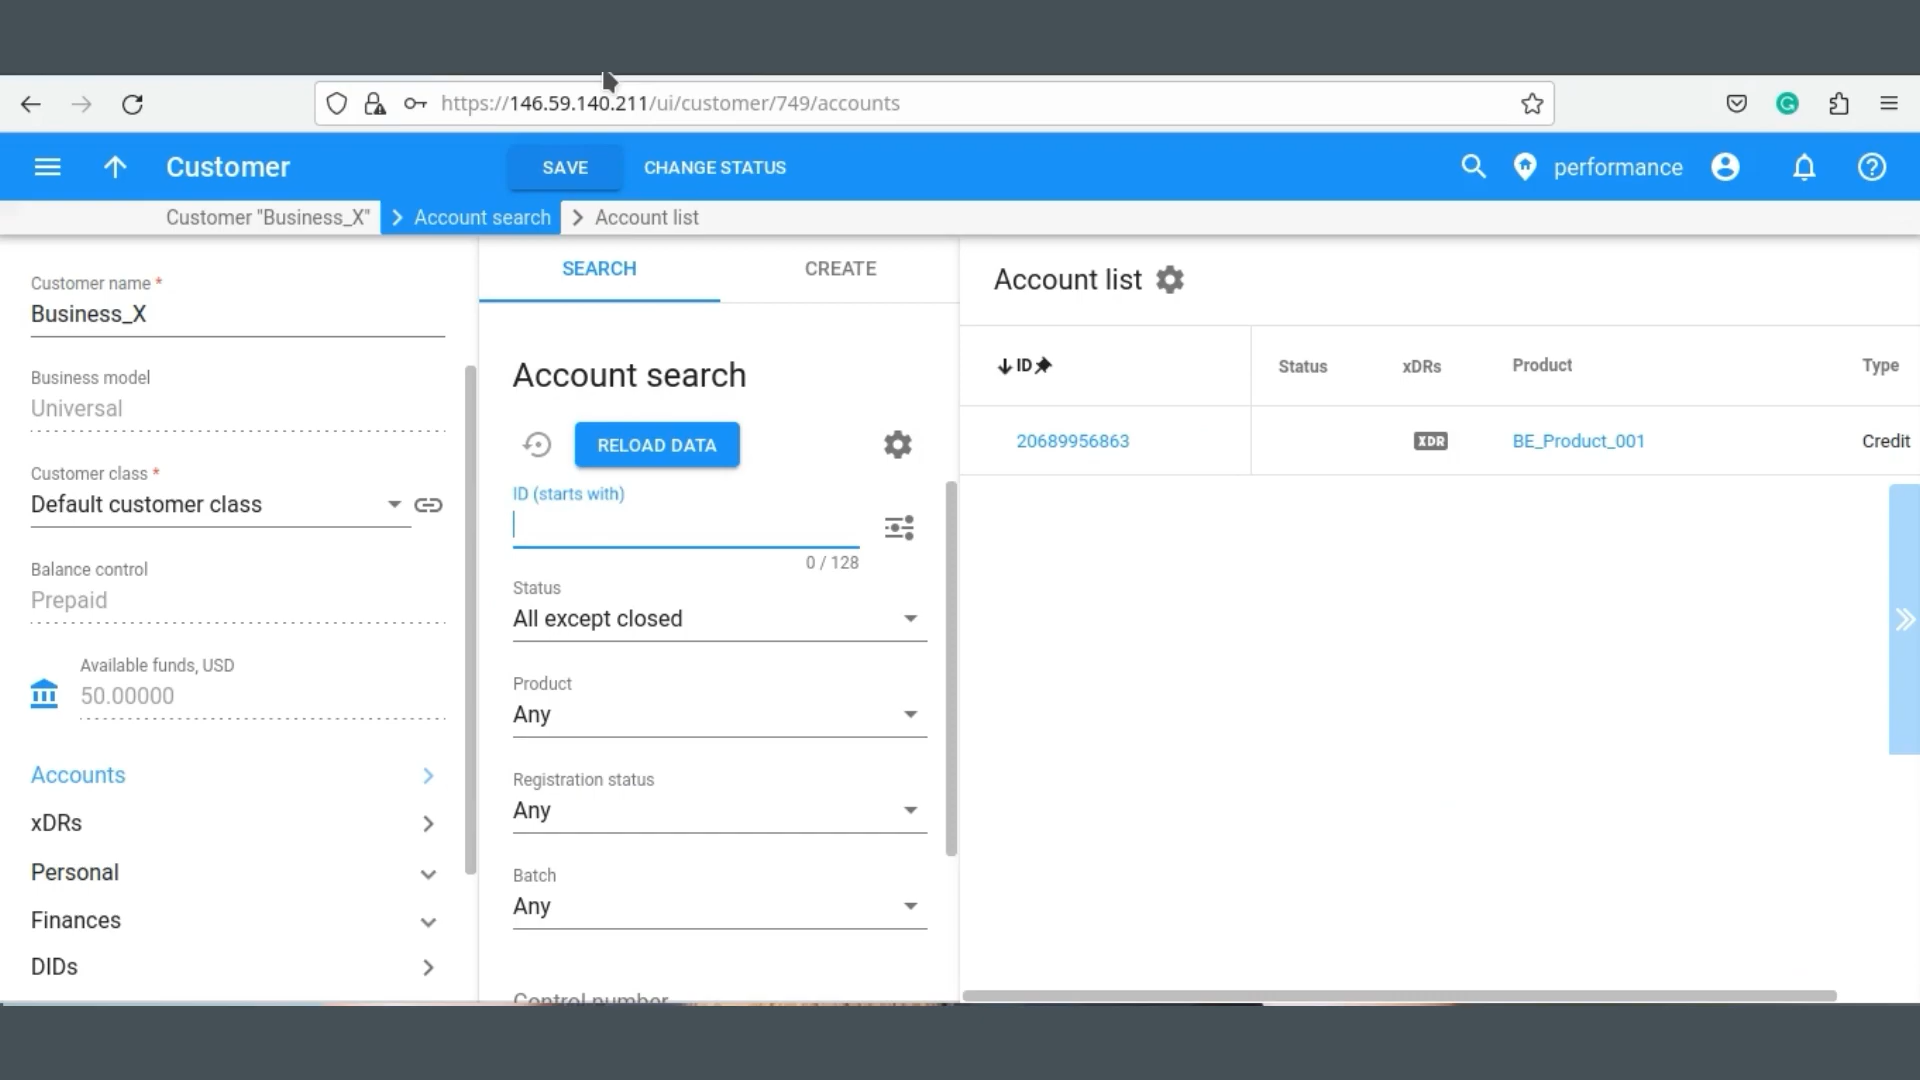 https://146.59.140.211/ui/customer/749/accounts
Customer
SAVE
CHANGE STATUS
performance
Customer "Business_X"
Account search
Account list
Customer name *
Business_X
Business model
Universal
Customer class *
Default customer class
Balance control
Prepaid
Available funds, USD
50.00000
Accounts
xDRs
Personal
Finances
DIDs
SEARCH
CREATE
Account search
RELOAD DATA
ID (starts with)
0 / 128
Status
All except closed
Product
Any
Registration status
Any
Batch
Any
Control number
Account list
ID
Status
xDRs
Product
Type
20689956863
XDR
BE_Product_001
Credit